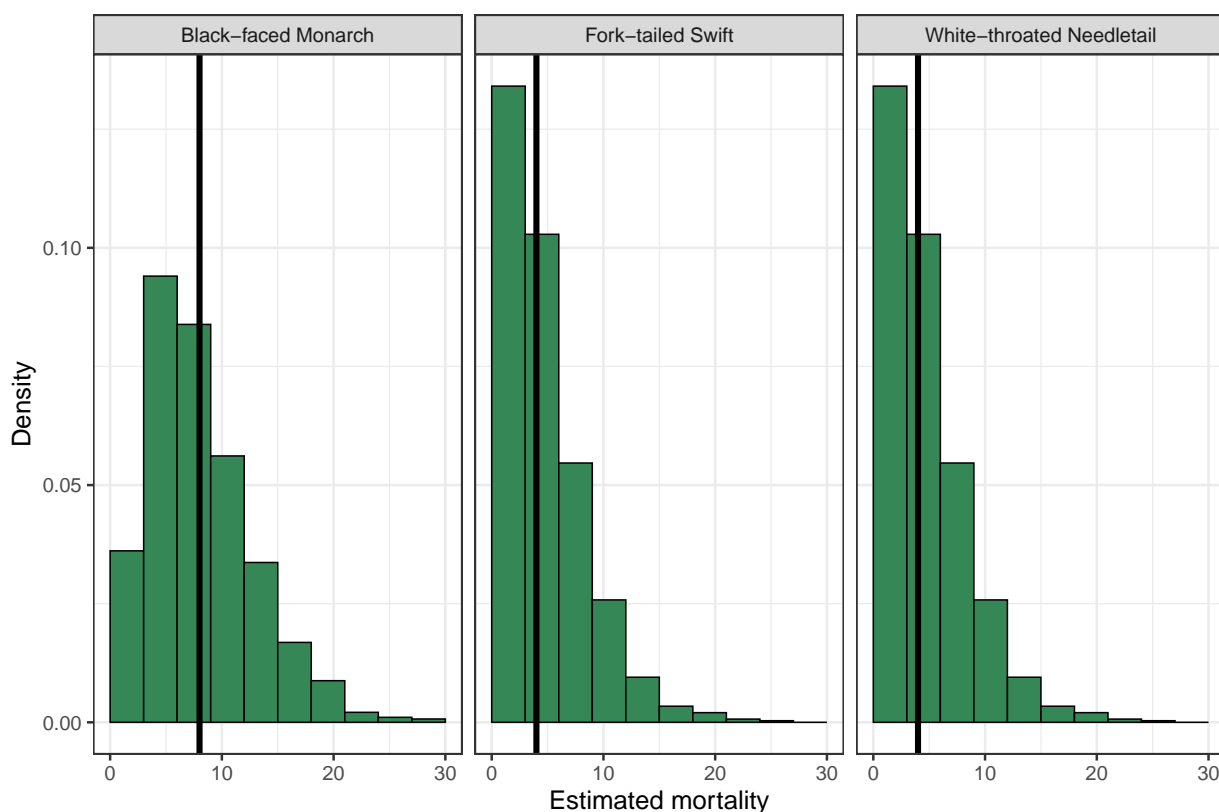 Black−faced Monarch
Fork−tailed Swift
White−throated Needletail
Density
0.10
0.05
0.00
0 10 20 30
0 10 20 30
0 10 20 30
Estimated mortality